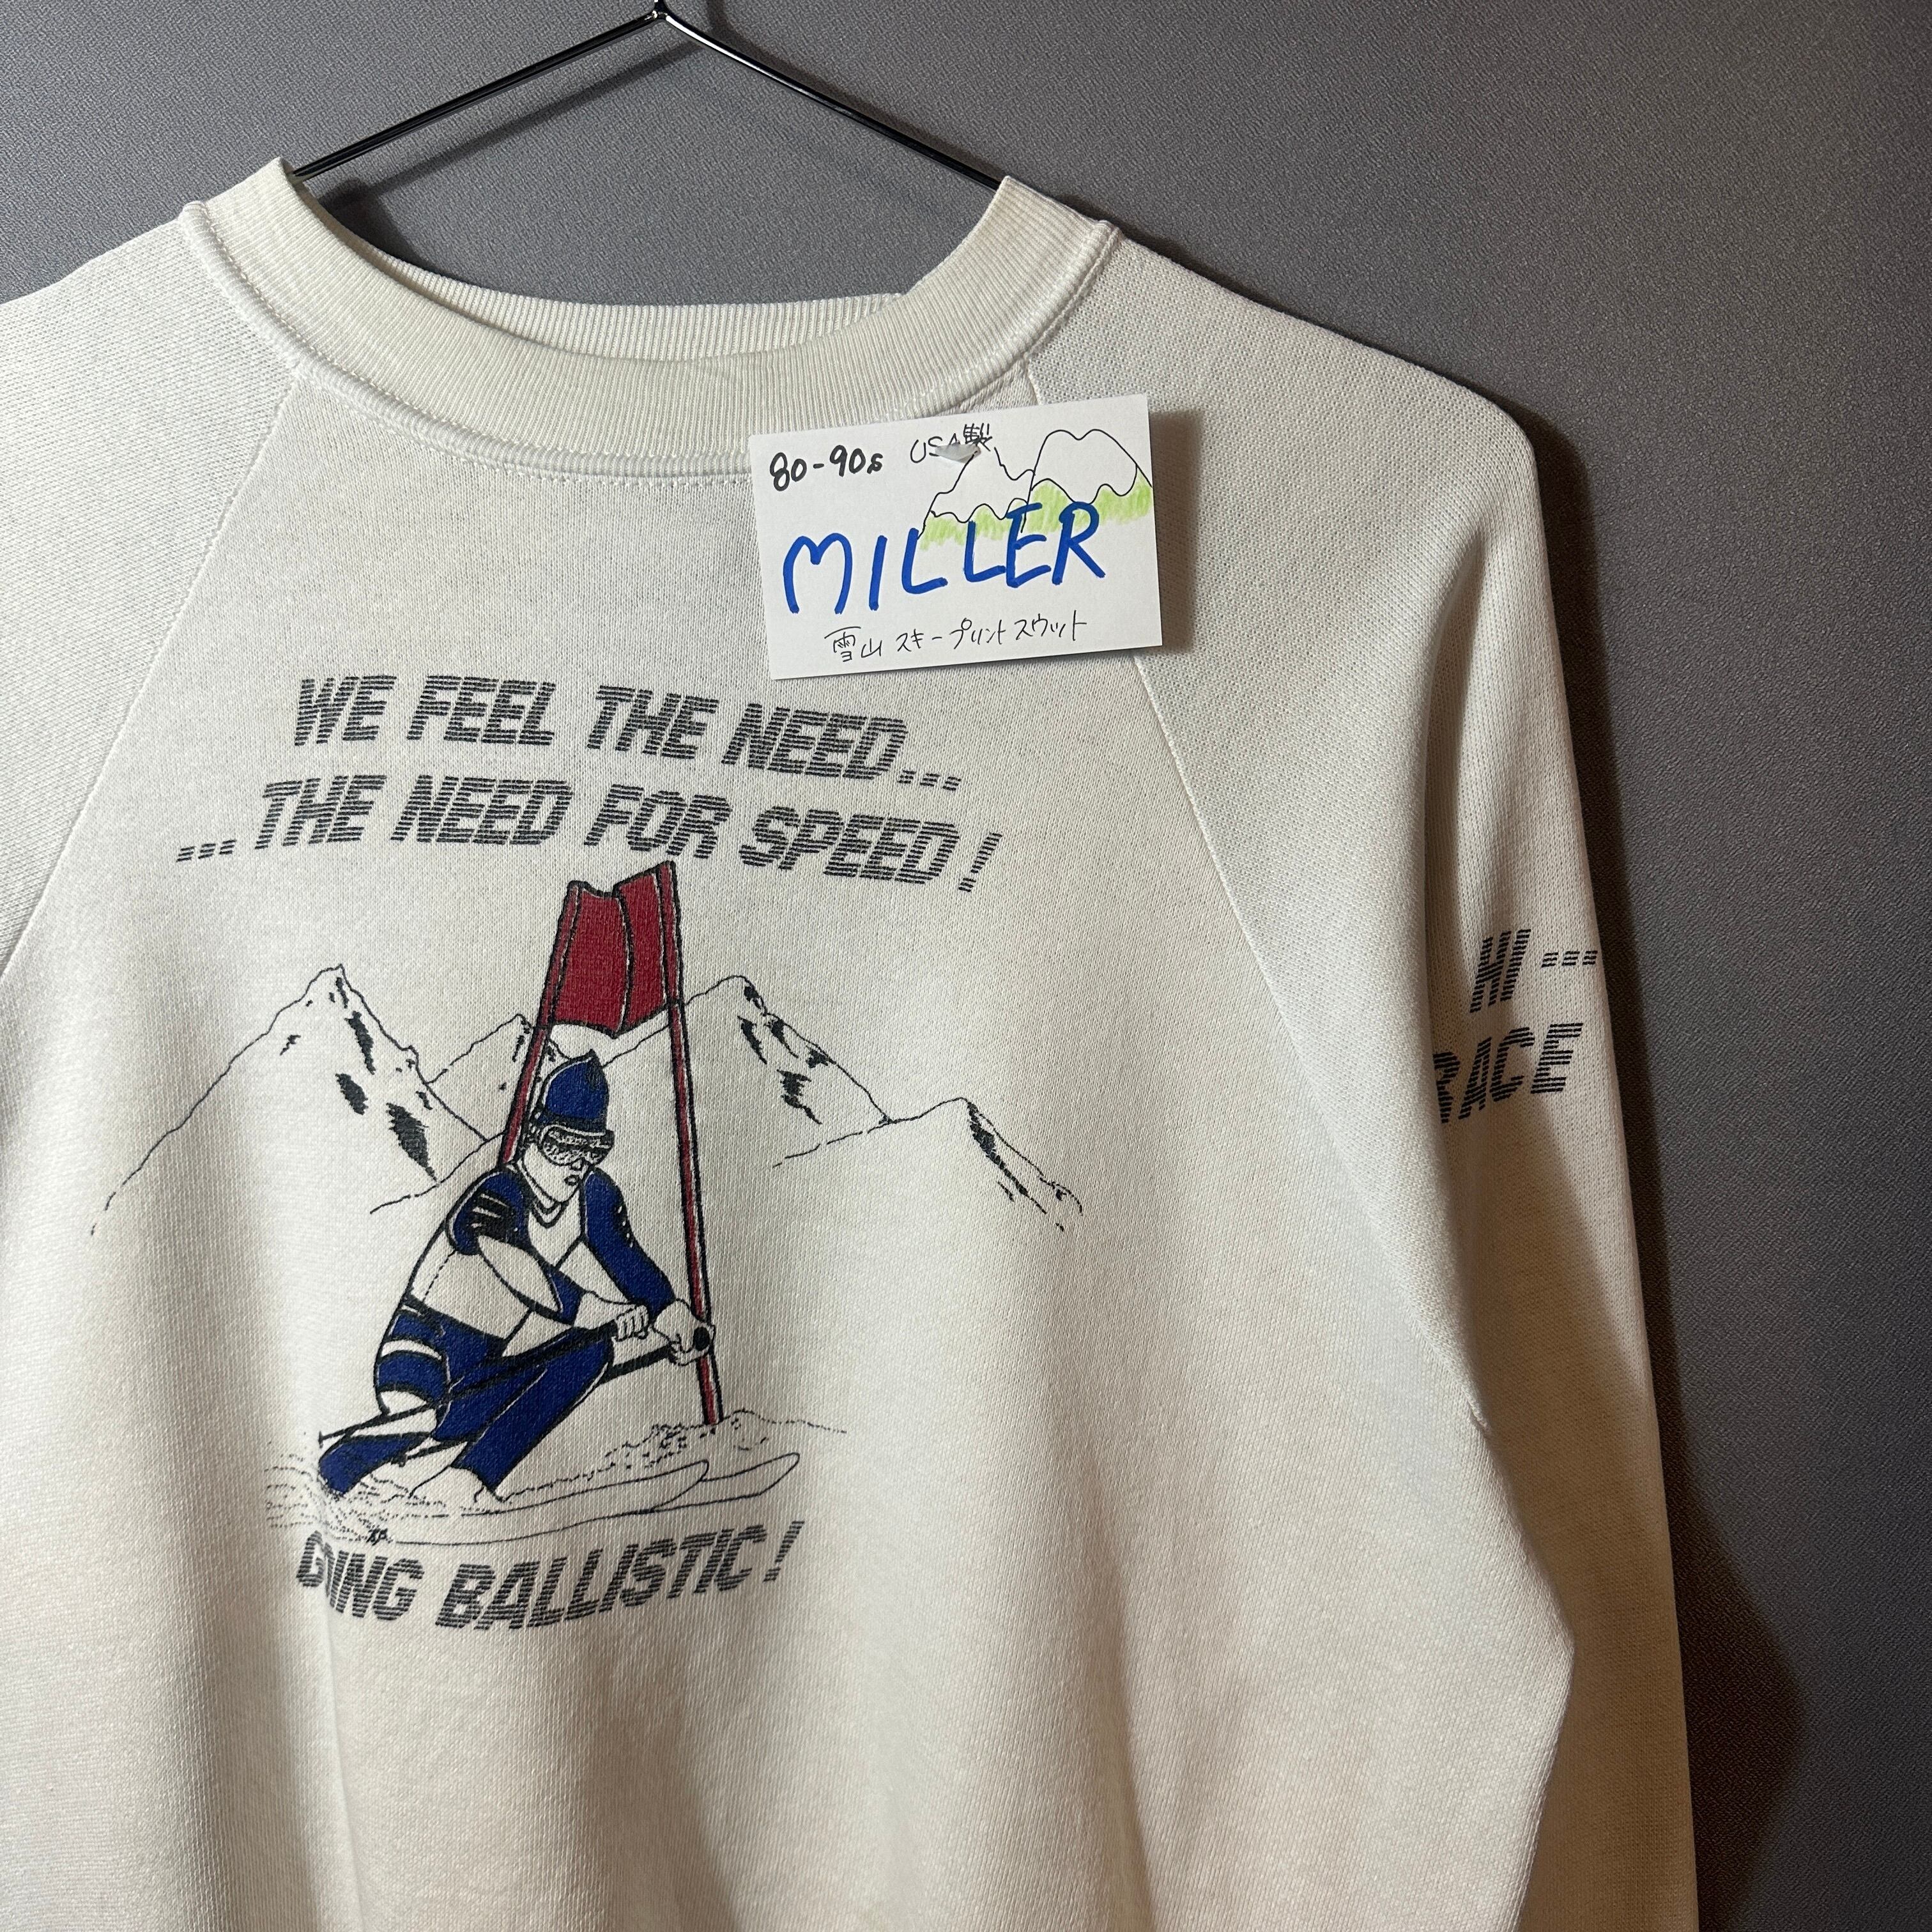 80-90s USA製
MILLER
雪山 スキープリントスウット
WE FEEL THE NEED...
...THE NEED FOR SPEED!
HI---
RACE
GOING BALLISTIC!